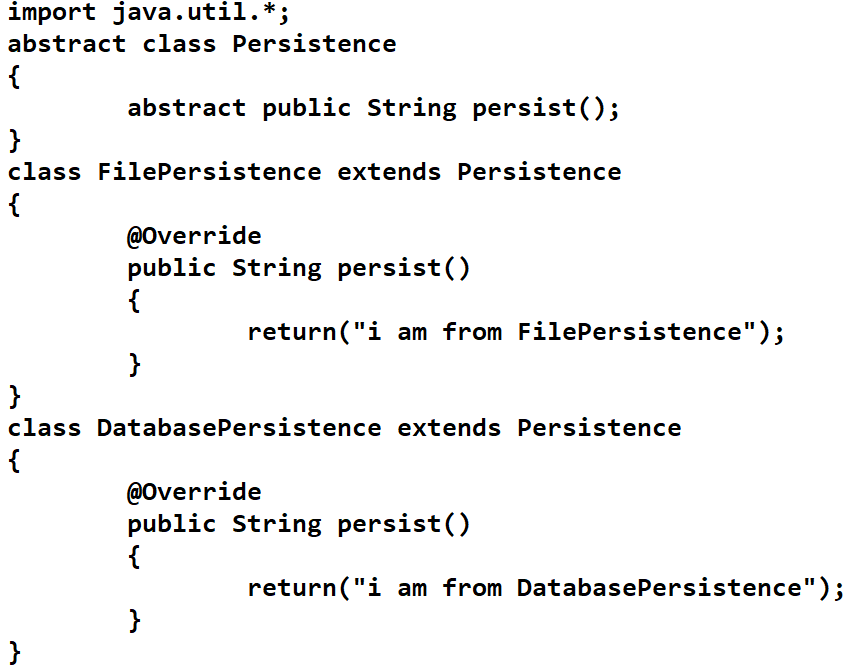 import java.util.*;
abstract class Persistence
{
        abstract public String persist();
}
class FilePersistence extends Persistence
{
        @Override
        public String persist()
        {
                return("i am from FilePersistence");
        }
}
class DatabasePersistence extends Persistence
{
        @Override
        public String persist()
        {
                return("i am from DatabasePersistence");
        }
}